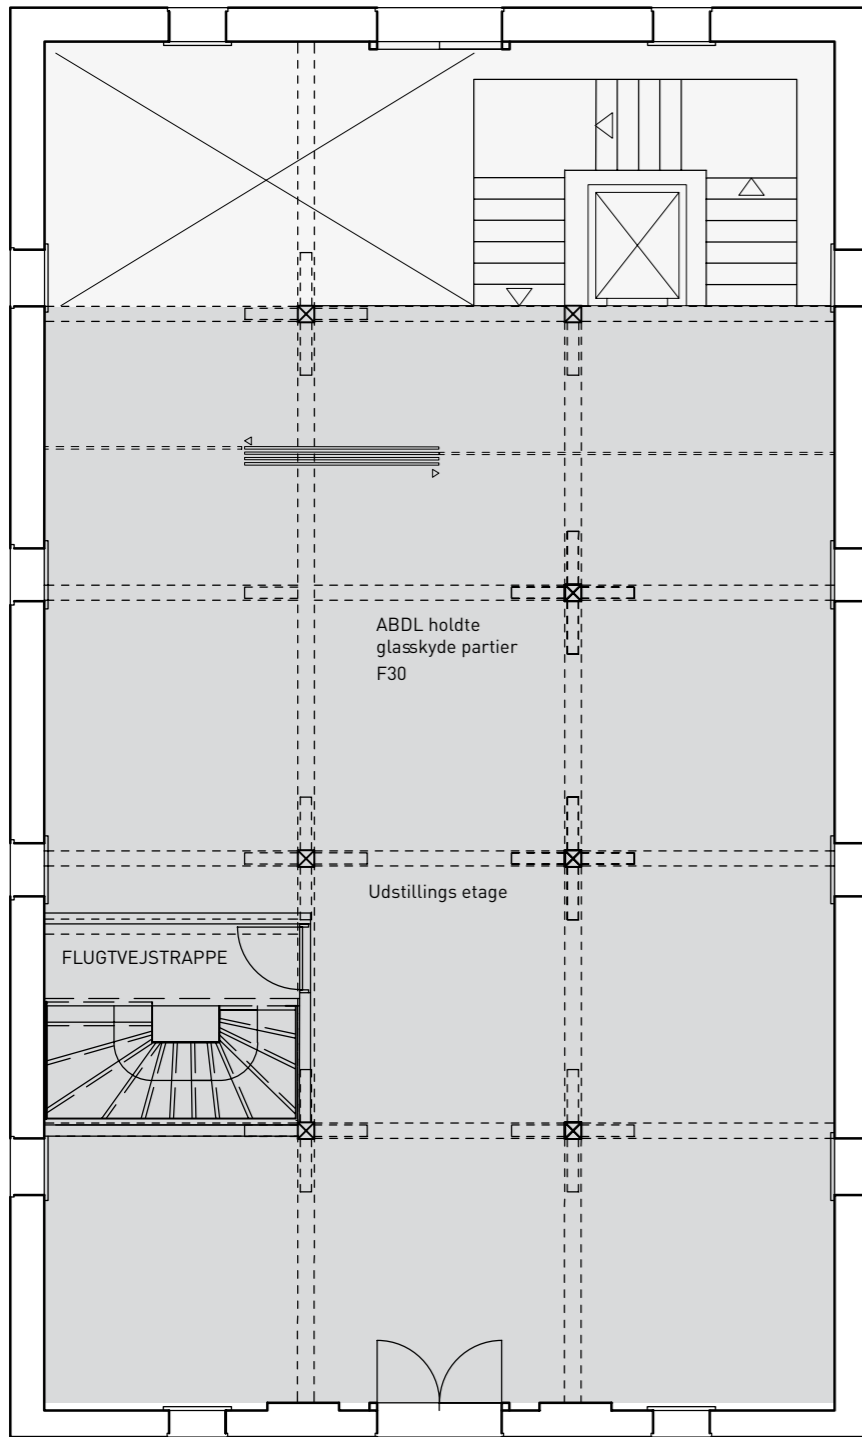 ABDL holdte
glasskyde partier
F30
Udstillings etage
FLUGTVEJSTRAPPE